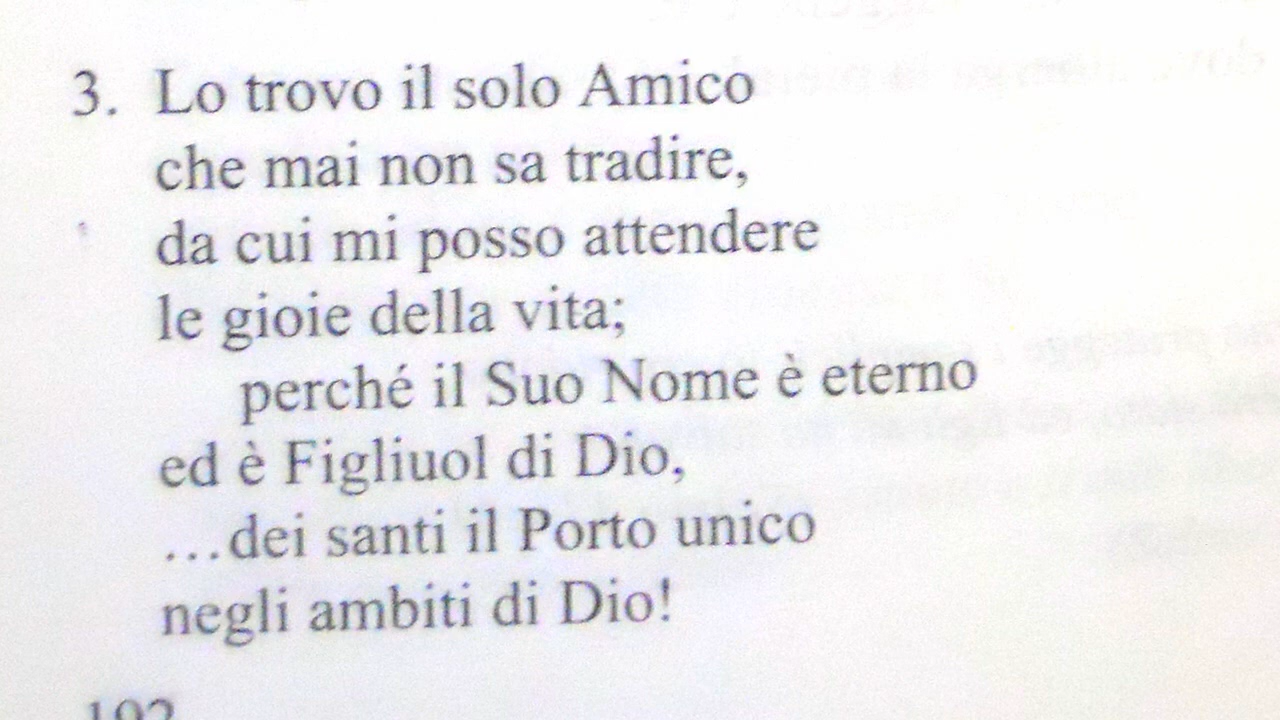 3. Lo trovo il solo Amico
che mai non sa tradire,
da cui mi posso attendere
le gioie della vita;
perché il Suo Nome è eterno
ed è Figliuol di Dio,
...dei santi il Porto unico
negli ambiti di Dio!
192